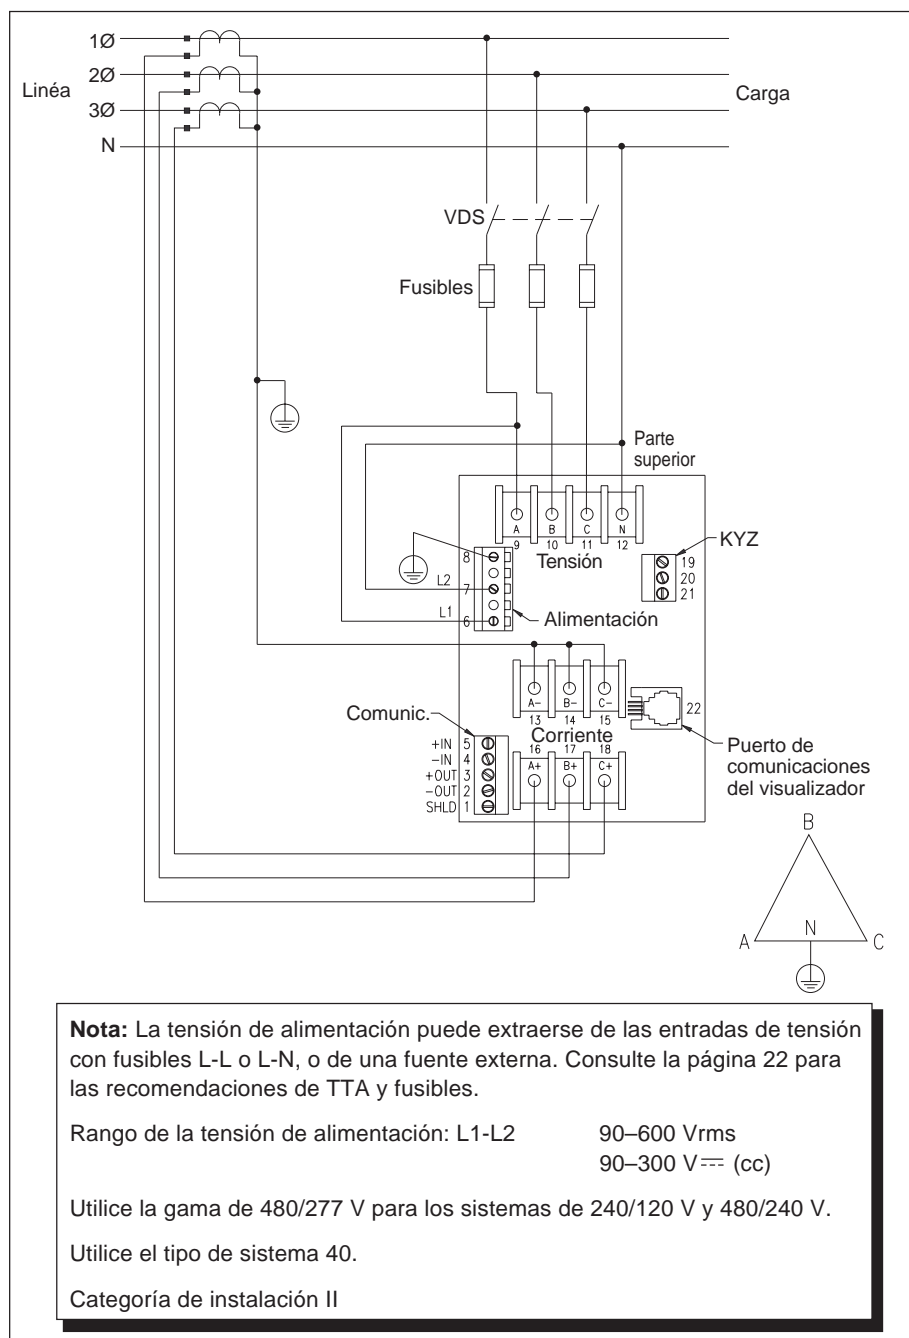 1Ø
2Ø
Linéa
Carga
3Ø
N
VDS
Fusibles
Parte
superior
A B C N
9 10 11 12
Tensión
KYZ
19
20
21
8
L2
7
L1
6
Alimentación
A– B– C–
13 14 15
22
Comunic.
Corriente
16 17 18
A+ B+ C+
+IN 5
–IN 4
+OUT 3
–OUT 2
SHLD 1
Puerto de
comunicaciones
del visualizador
B
A
N
C
Nota: La tensión de alimentación puede extraerse de las entradas de tensión
con fusibles L-L o L-N, o de una fuente externa. Consulte la página 22 para
las recomendaciones de TTA y fusibles.
Rango de la tensión de alimentación: L1-L2 90–600 Vrms
90–300 V⎓ (cc)
Utilice la gama de 480/277 V para los sistemas de 240/120 V y 480/240 V.
Utilice el tipo de sistema 40.
Categoría de instalación II